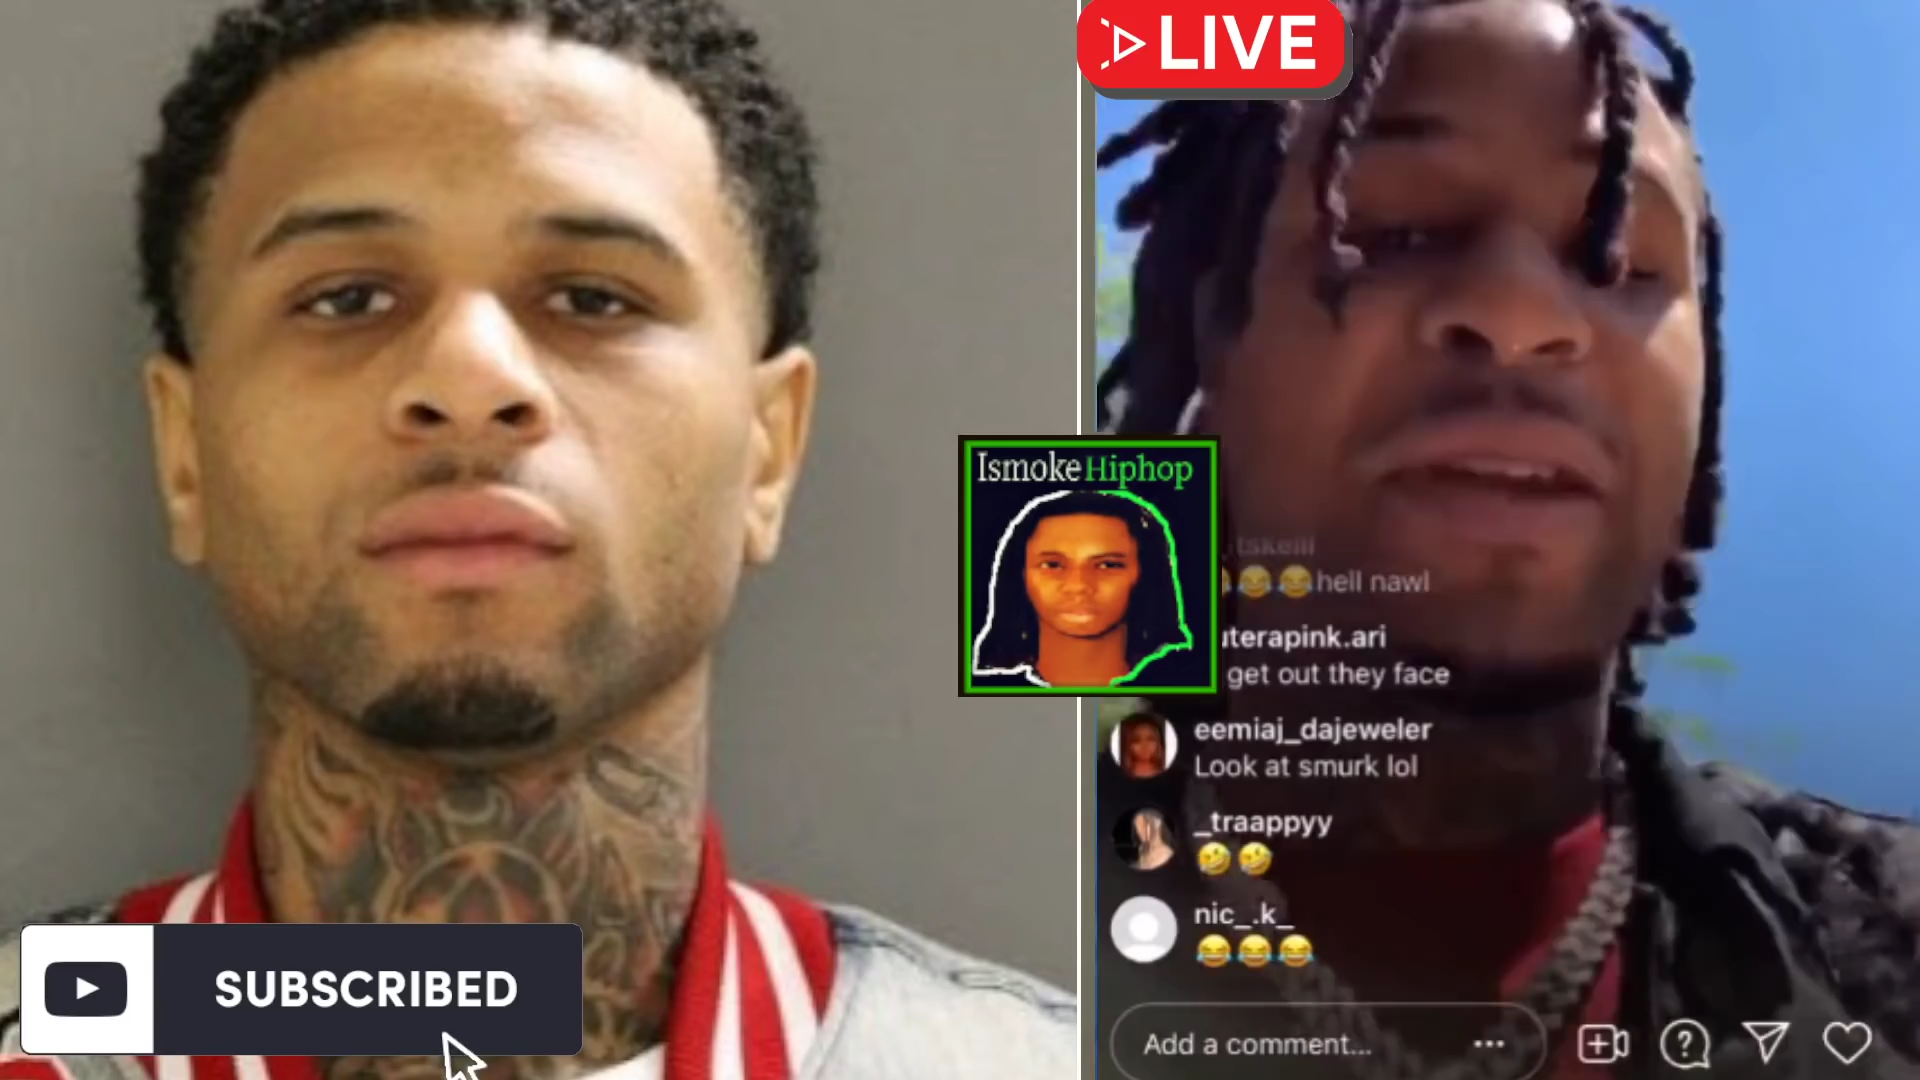 LIVE
Ismoke Hiphop
😂😂hell nawl
get out they face
eemiaj_dajeweler
Look at smurk lol
_traappyy
🤣🤣
nic_.k_
😂😂😂
SUBSCRIBED
Add a comment...